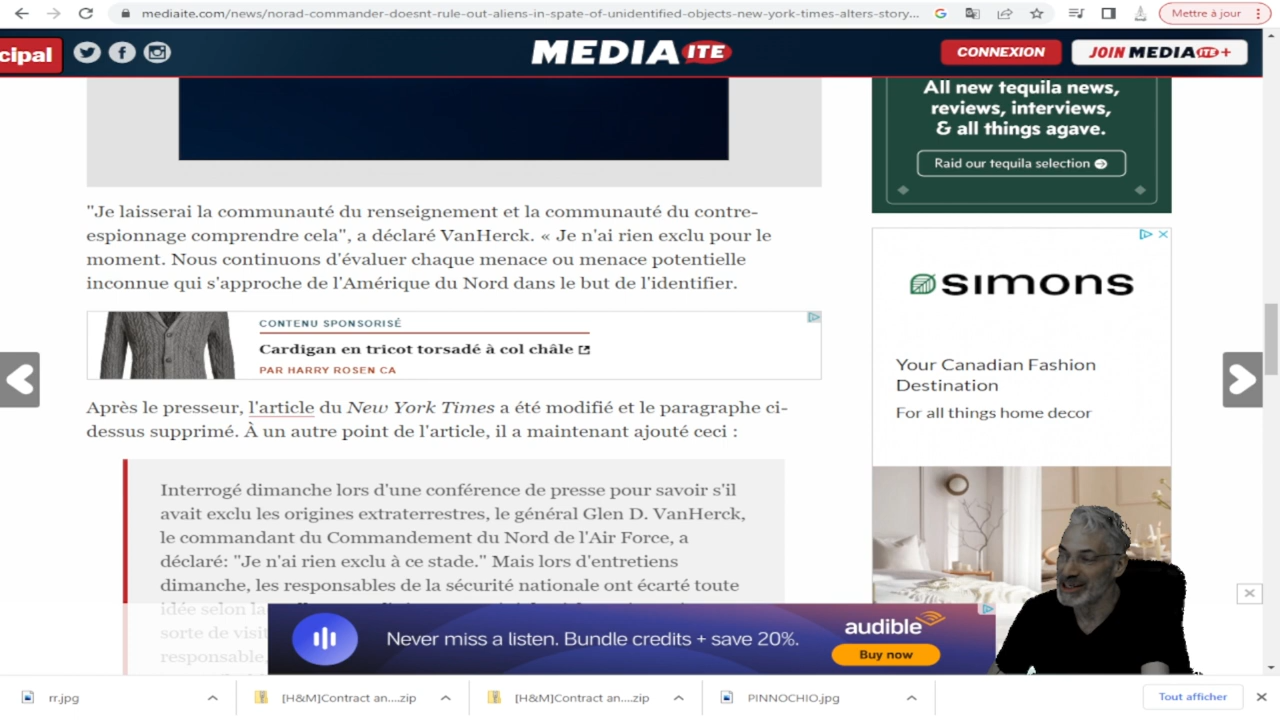 mediaite.com/news/norad-commander-doesnt-rule-out-aliens-in-spate-of-unidentified-objects-new-york-times-alters-story...
Mettre à jour
cipal
MEDIAITE
CONNEXION
JOIN MEDIAITE+
All new tequila news,
reviews, interviews,
& all things agave.
Raid our tequila selection
"Je laisserai la communauté du renseignement et la communauté du contre-
espionnage comprendre cela", a déclaré VanHerck. « Je n'ai rien exclu pour le
moment. Nous continuons d'évaluer chaque menace ou menace potentielle
inconnue qui s'approche de l'Amérique du Nord dans le but de l'identifier.
CONTENU SPONSORISÉ
Cardigan en tricot torsadé à col châle
PAR HARRY ROSEN CA
Après le presseur, l'article du New York Times a été modifié et le paragraphe ci-
dessus supprimé. À un autre point de l'article, il a maintenant ajouté ceci :
Interrogé dimanche lors d'une conférence de presse pour savoir s'il
avait exclu les origines extraterrestres, le général Glen D. VanHerck,
le commandant du Commandement du Nord de l'Air Force, a
déclaré: "Je n'ai rien exclu à ce stade." Mais lors d'entretiens
dimanche, les responsables de la sécurité nationale ont écarté toute
idée selon la
sorte de visit
responsable,
simons
Your Canadian Fashion
Destination
For all things home decor
Never miss a listen. Bundle credits + save 20%.
audible
Buy now
rr.jpg
[H&M]Contract an....zip
[H&M]Contract an....zip
PINNOCHIO.jpg
Tout afficher